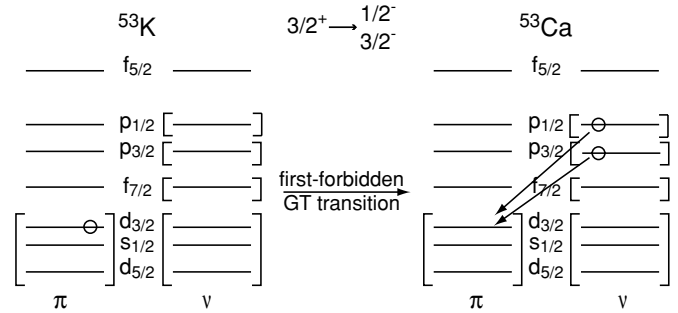 ⁵³K
3/2⁺ → 1/2⁻
3/2⁻
⁵³Ca
f₅/₂
f₅/₂
p₁/₂
p₁/₂
p₃/₂
p₃/₂
f₇/₂
first-forbidden
f₇/₂
GT transition
d₃/₂
d₃/₂
s₁/₂
s₁/₂
d₅/₂
d₅/₂
π
ν
π
ν